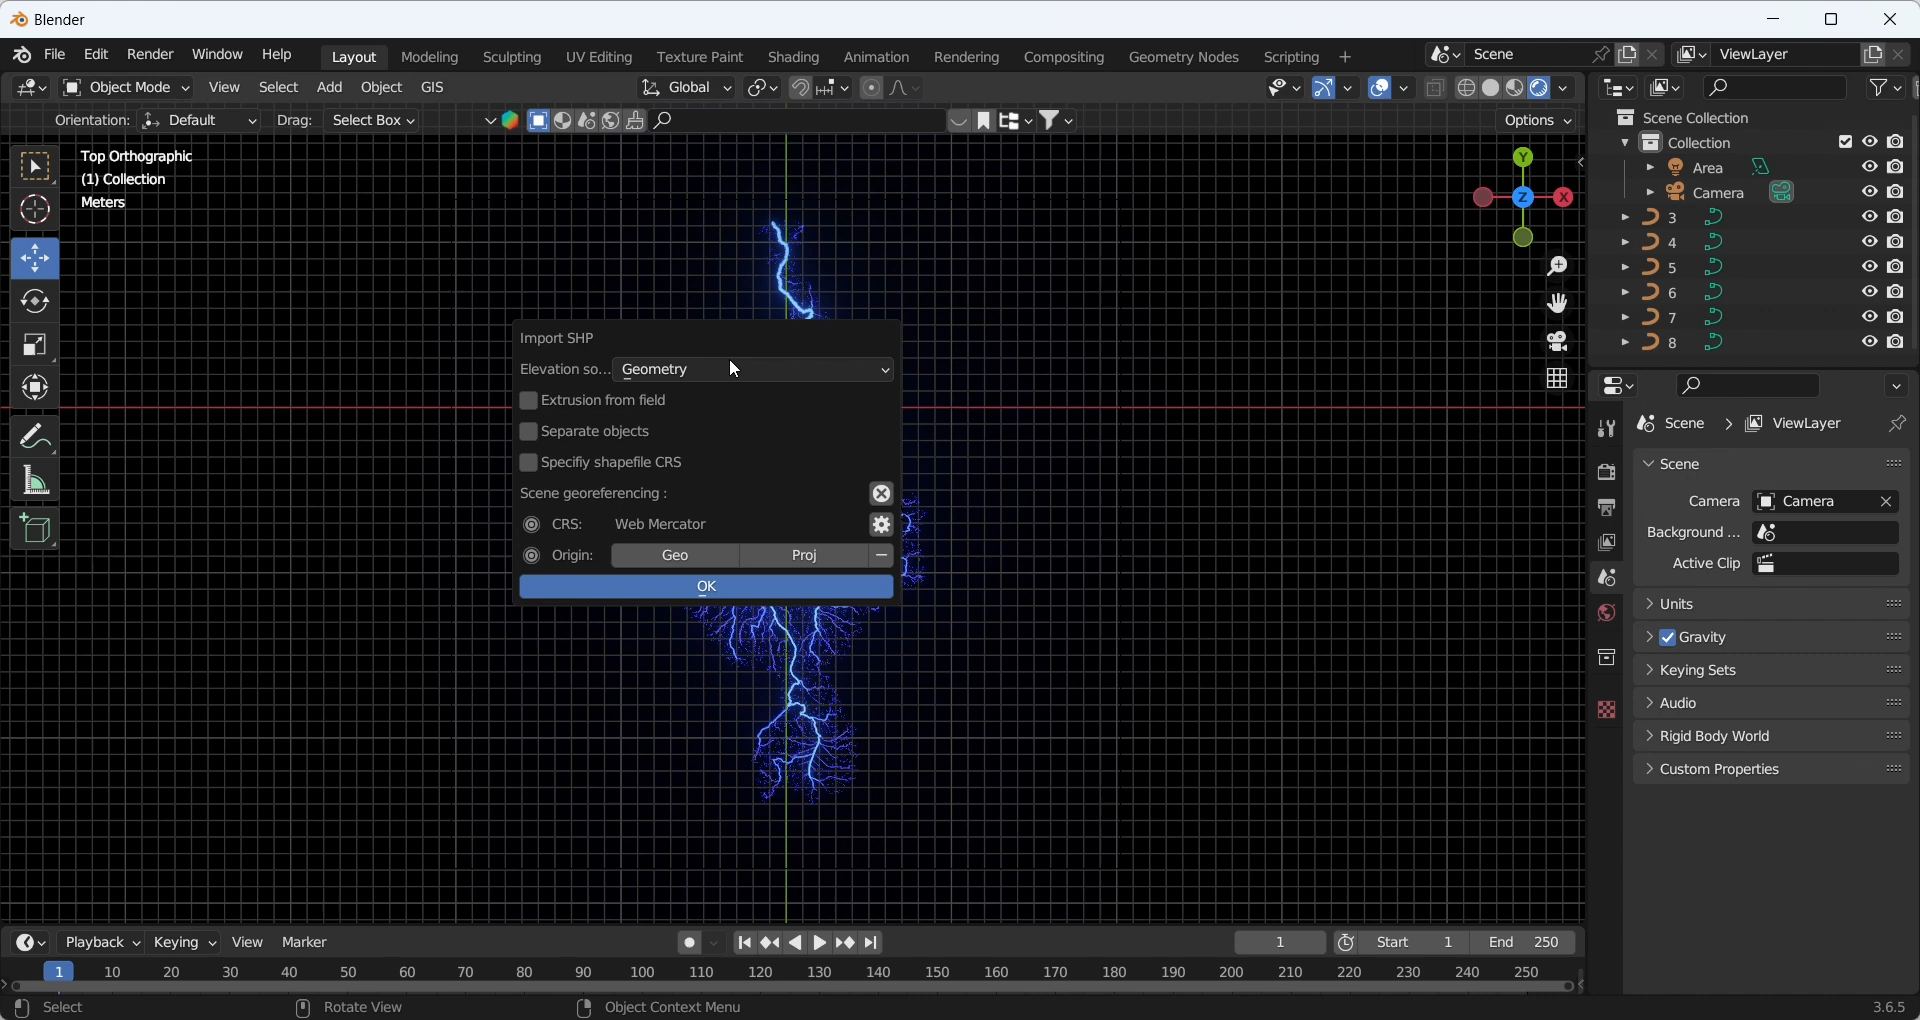 Blender
File Edit Render Window Help Layout Modeling Sculpting UV Editing Texture Paint Shading Animation Rendering Compositing Geometry Nodes Scripting + Scene ViewLayer
Object Mode View Select Add Object GIS Global
Orientation: Default Drag: Select Box Options
Top Orthographic
(1) Collection
Meters
Y
X
Z
Scene Collection
Collection
Area
Camera
3
4
5
6
7
8
Import SHP
Elevation so... Geometry
Extrusion from field
Separate objects
Specifiy shapefile CRS
Scene georeferencing :
CRS: Web Mercator
Origin: Geo Proj
OK
Scene > ViewLayer
Scene
Camera Camera
Background ...
Active Clip
Units
Gravity
Keying Sets
Audio
Rigid Body World
Custom Properties
Playback Keying View Marker 1 Start 1 End 250
1 10 20 30 40 50 60 70 80 90 100 110 120 130 140 150 160 170 180 190 200 210 220 230 240 250
Select Rotate View Object Context Menu 3.6.5